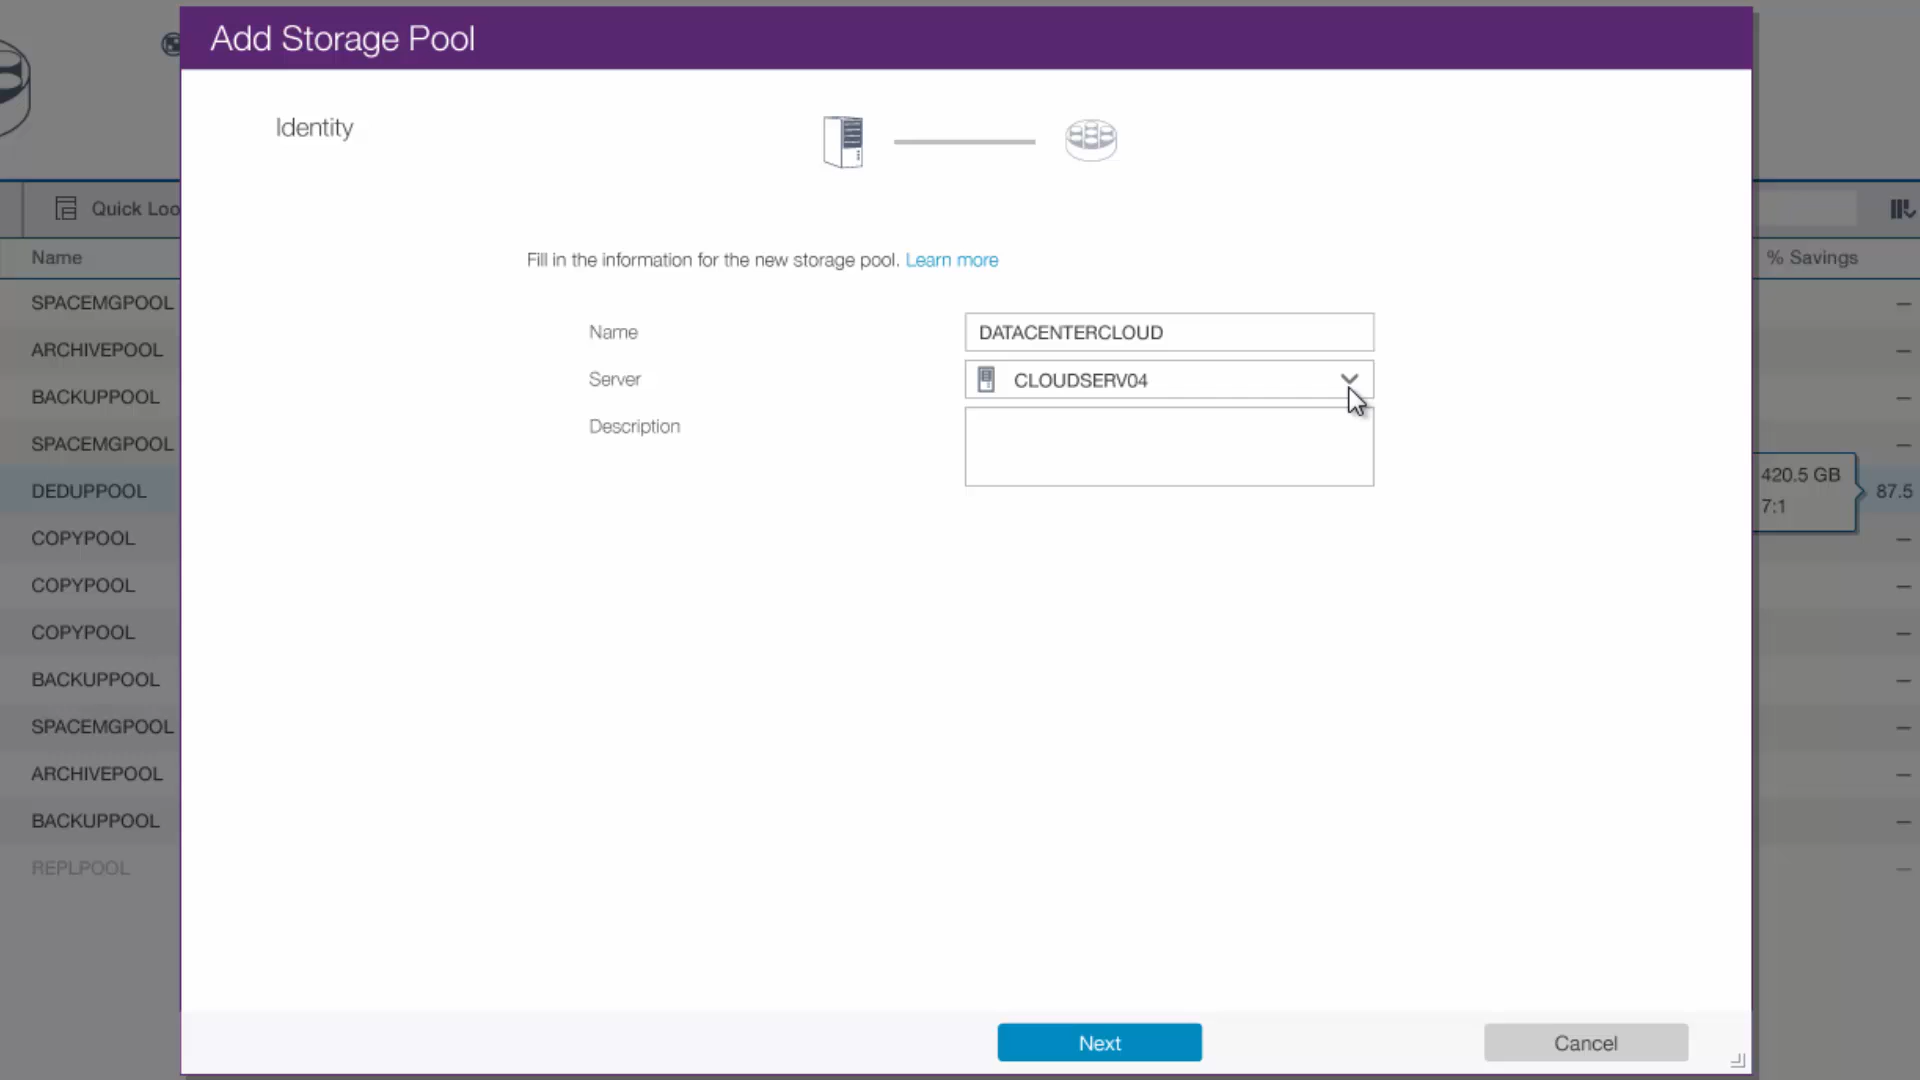 Add Storage Pool
Identity
Quick Loo
Fill in the information for the new storage pool. Learn more
Name
% Savings
Name DATACENTERCLOUD
Server CLOUDSERV04
Description
SPACEMGPOOL —
ARCHIVEPOOL —
BACKUPPOOL —
SPACEMGPOOL —
420.5 GB
DEDUPPOOL 87.5
7:1
COPYPOOL —
COPYPOOL —
COPYPOOL —
BACKUPPOOL —
SPACEMGPOOL —
ARCHIVEPOOL —
BACKUPPOOL —
REPLPOOL —
Next
Cancel